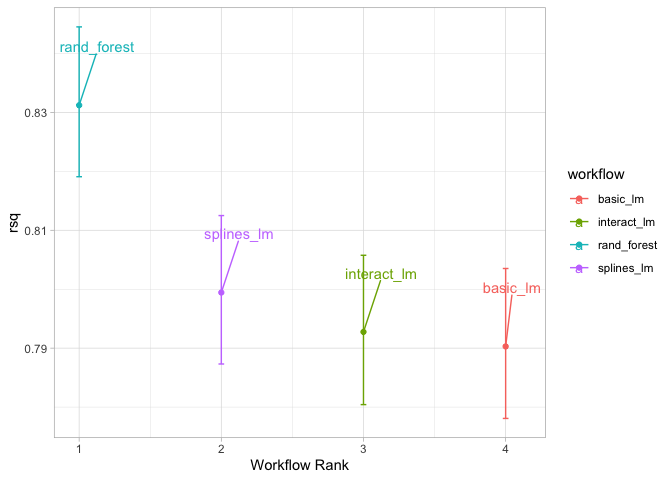 rand_forest
0.83
workflow
basic_lm
interact_lm
rand_forest
splines_lm
rsq
0.81
splines_lm
interact_lm
basic_lm
0.79
1 2 3 4
Workflow Rank